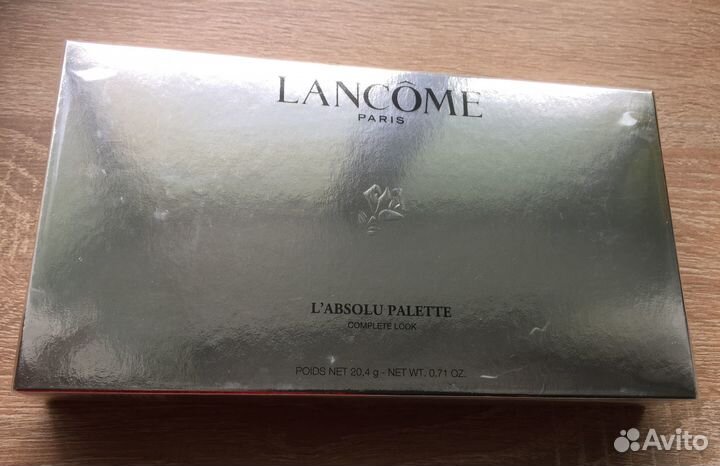 LANCÔME
PARIS
L'ABSOLU PALETTE
COMPLETE LOOK
POIDS NET 20,4 g - NET WT. 0.71 OZ.
Avito